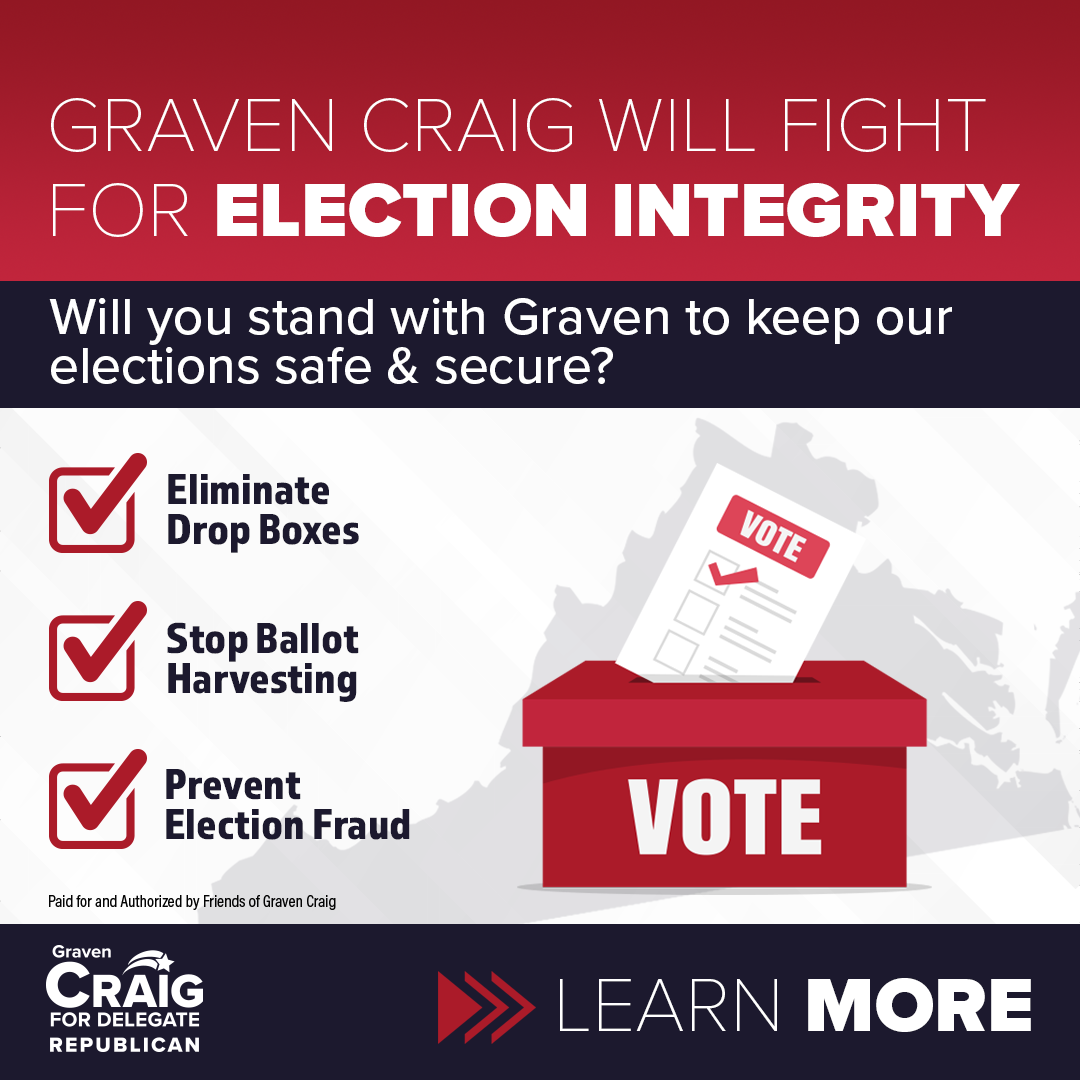 GRAVEN CRAIG WILL FIGHT
FOR ELECTION INTEGRITY
Will you stand with Graven to keep our
elections safe & secure?
Eliminate
Drop Boxes
Stop Ballot
Harvesting
Prevent
Election Fraud
VOTE
VOTE
Paid for and Authorized by Friends of Graven Craig
Graven
CRAIG
FOR DELEGATE
REPUBLICAN
LEARN MORE